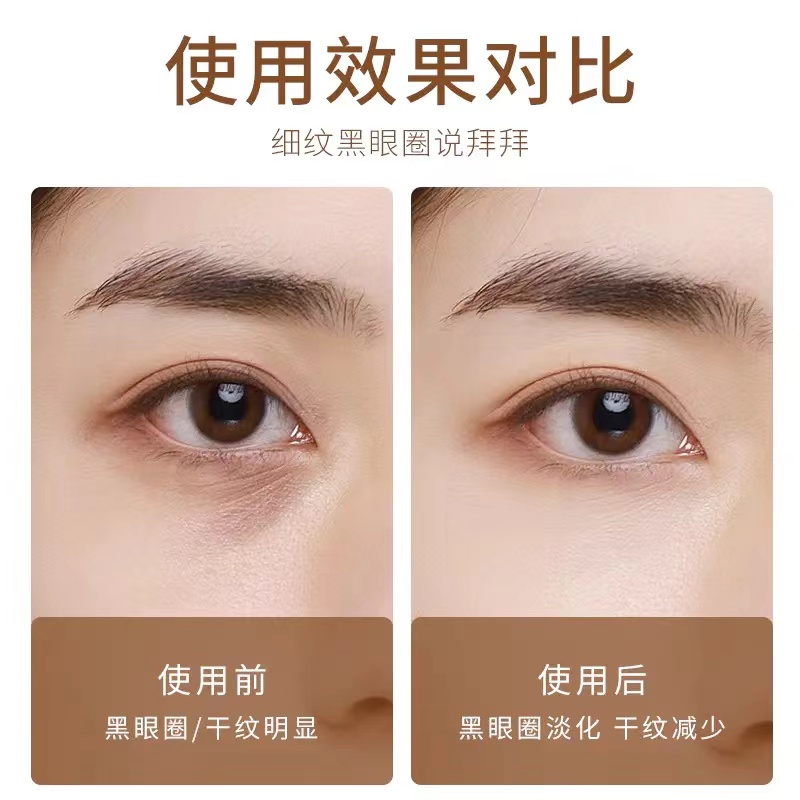 使用效果对比
细纹黑眼圈说拜拜
使用前
黑眼圈/干纹明显
使用后
黑眼圈淡化 干纹减少